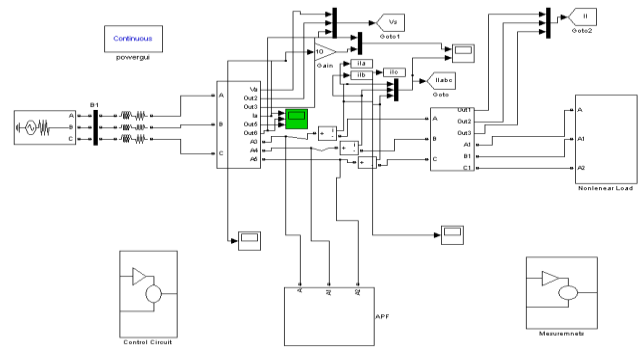 Continuous
powergui
Vs
Goto1
Il
Goto2
10
Gain
ila
ilb
ilc
Ilabc
Goto
B1
A
B
C
A
B
C
Va
Out2
Out3
Ia
Out5
Out6
A3
A4
A5
+
-
+
-
+
-
A
B
C
Out1
Out2
Out3
A1
B1
C1
A
A1
B1
A2
Nonlenear Load
A
A1
A2
APF
Control Circuit
Mezuremnets